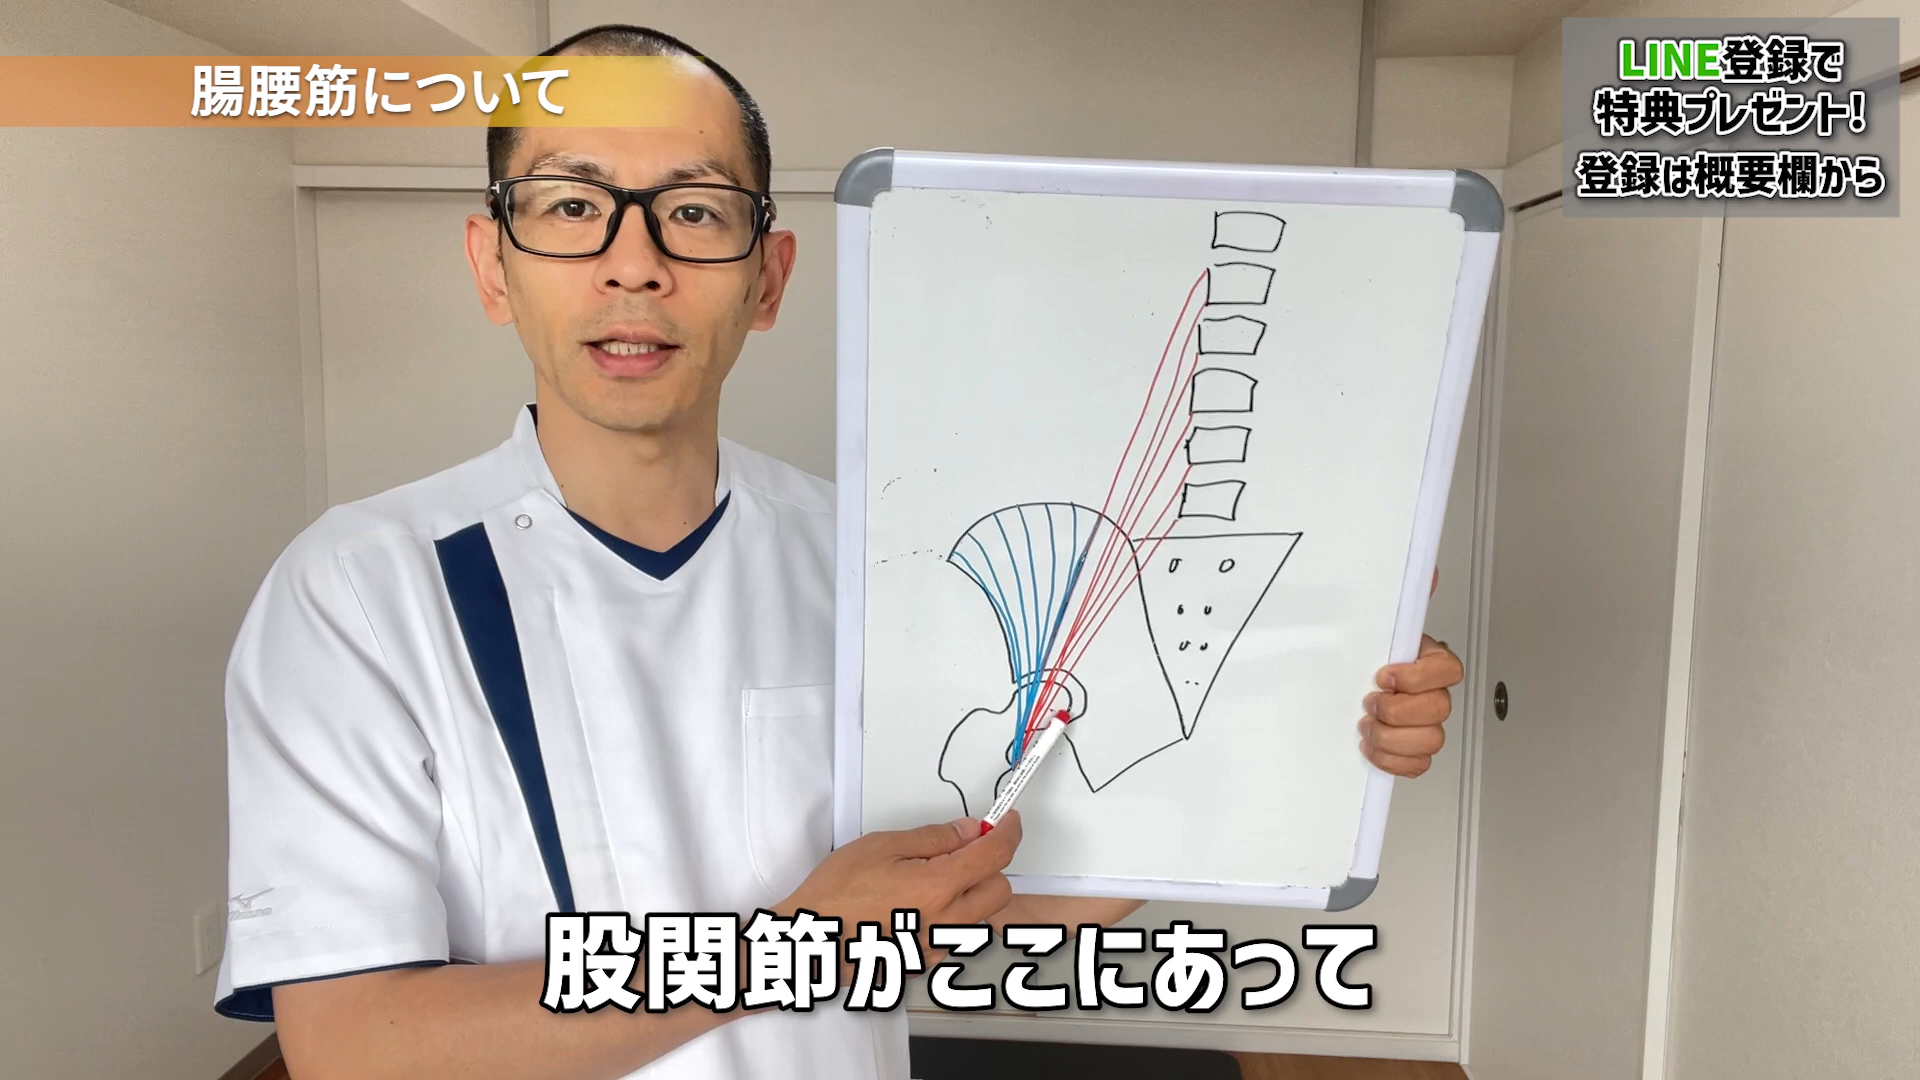 腸腰筋について
LINE登録で
特典プレゼント!
登録は概要欄から
股関節がここにあって